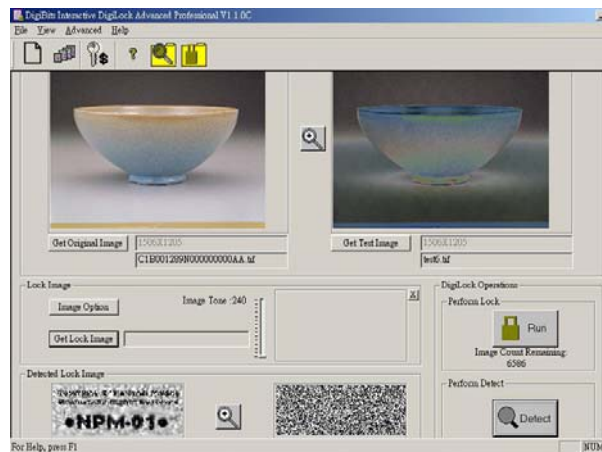 DigiBits Interactive DigiLock Advanced Professional V1.1.0C
File View Advanced Help
$ ?
Get Original Image 1506X1205
C1B001289N000000000AA.tif
Get Test Image 1506X1205
test6.tif
Lock Image
Image Option
Image Tone :240
X
Get Lock Image
DigiLock Operations
Perform Lock
Run
Image Count Remaining:
6586
Detected Lock Image
•NPM-01•
Perform Detect
Detect
For Help, press F1
NUM